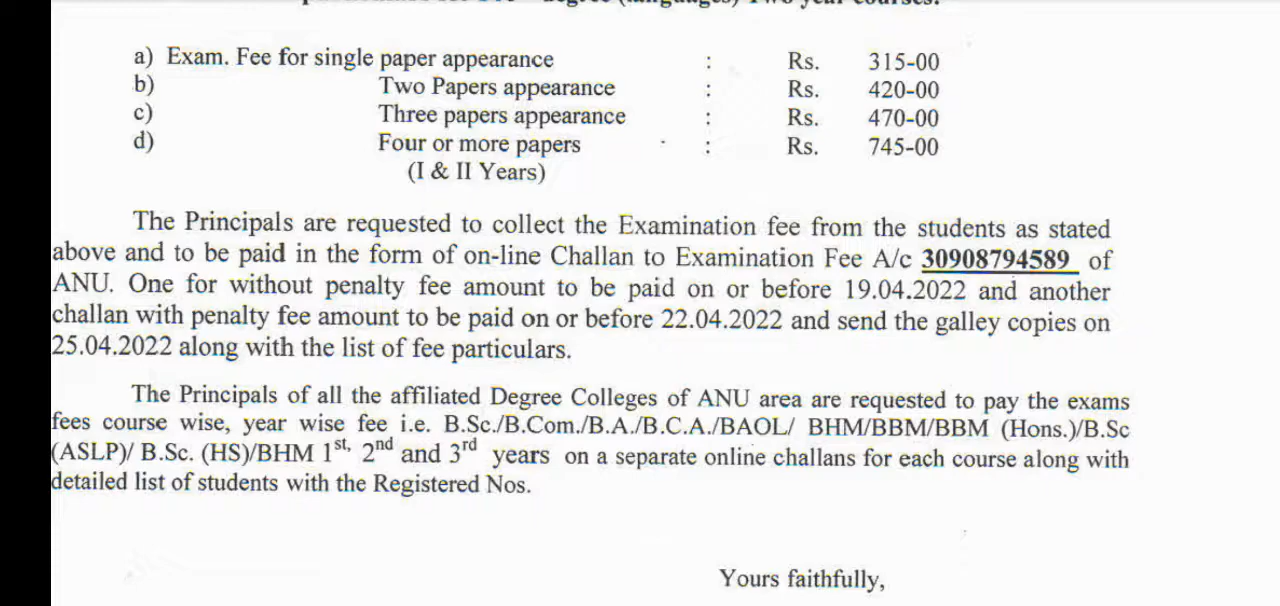 degree (languages) Two year courses.
a) Exam. Fee for single paper appearance : Rs. 315-00
b) Two Papers appearance : Rs. 420-00
c) Three papers appearance : Rs. 470-00
d) Four or more papers : Rs. 745-00
(I & II Years)
The Principals are requested to collect the Examination fee from the students as stated
above and to be paid in the form of on-line Challan to Examination Fee A/c 30908794589 of
ANU. One for without penalty fee amount to be paid on or before 19.04.2022 and another
challan with penalty fee amount to be paid on or before 22.04.2022 and send the galley copies on
25.04.2022 along with the list of fee particulars.
The Principals of all the affiliated Degree Colleges of ANU area are requested to pay the exams
fees course wise, year wise fee i.e. B.Sc./B.Com./B.A./B.C.A./BAOL/ BHM/BBM/BBM (Hons.)/B.Sc
(ASLP)/ B.Sc. (HS)/BHM 1st, 2nd and 3rd years on a separate online challans for each course along with
detailed list of students with the Registered Nos.
Yours faithfully,